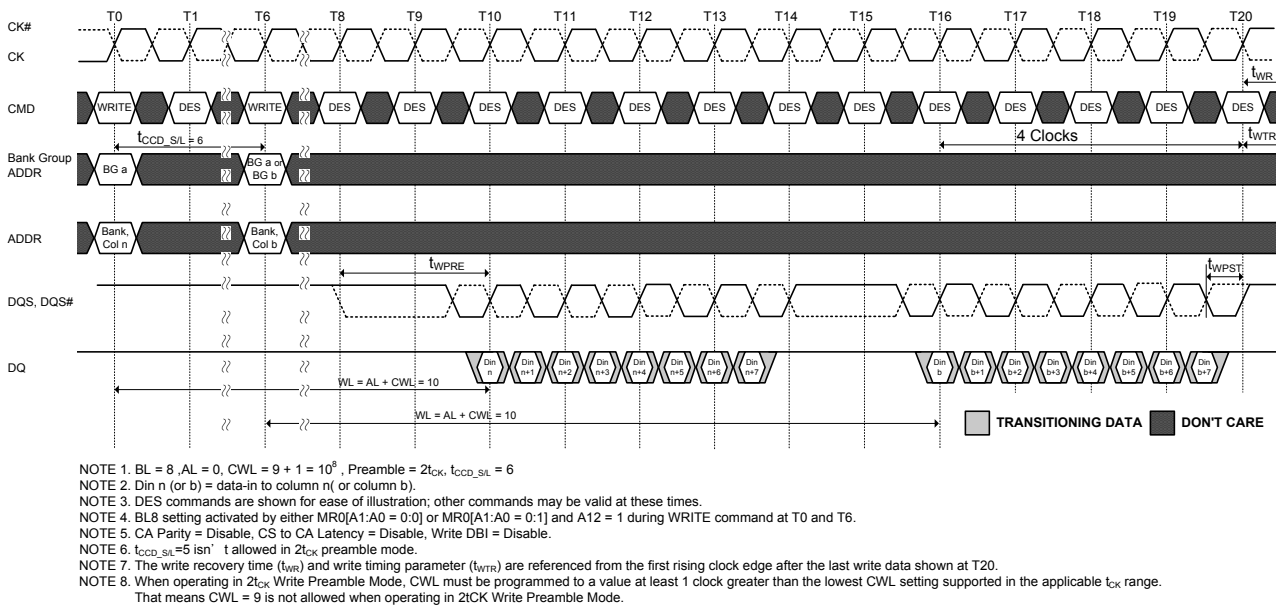 T0 T1 T6 T8 T9 T10 T11 T12 T13 T14 T15 T16 T17 T18 T19 T20
CK#
CK
tWR
CMD
WRITE DES WRITE DES DES DES DES DES DES DES DES DES DES DES DES DES
tCCD_S/L = 6
4 Clocks
tWTR
Bank Group
ADDR
BG a
BG a or
BG b
ADDR
Bank,
Col n
Bank,
Col b
tWPRE
tWPST
DQS, DQS#
DQ
Din n
Din n+1
Din n+2
Din n+3
Din n+4
Din n+5
Din n+6
Din n+7
Din b
Din b+1
Din b+2
Din b+3
Din b+4
Din b+5
Din b+6
Din b+7
WL = AL + CWL = 10
WL = AL + CWL = 10
TRANSITIONING DATA
DON'T CARE
NOTE 1. BL = 8 ,AL = 0, CWL = 9 + 1 = 10⁸ , Preamble = 2tCK, tCCD_S/L = 6
NOTE 2. Din n (or b) = data-in to column n( or column b).
NOTE 3. DES commands are shown for ease of illustration; other commands may be valid at these times.
NOTE 4. BL8 setting activated by either MR0[A1:A0 = 0:0] or MR0[A1:A0 = 0:1] and A12 = 1 during WRITE command at T0 and T6.
NOTE 5. CA Parity = Disable, CS to CA Latency = Disable, Write DBI = Disable.
NOTE 6. tCCD_S/L=5 isn’ t allowed in 2tCK preamble mode.
NOTE 7. The write recovery time (tWR) and write timing parameter (tWTR) are referenced from the first rising clock edge after the last write data shown at T20.
NOTE 8. When operating in 2tCK Write Preamble Mode, CWL must be programmed to a value at least 1 clock greater than the lowest CWL setting supported in the applicable tCK range.
That means CWL = 9 is not allowed when operating in 2tCK Write Preamble Mode.